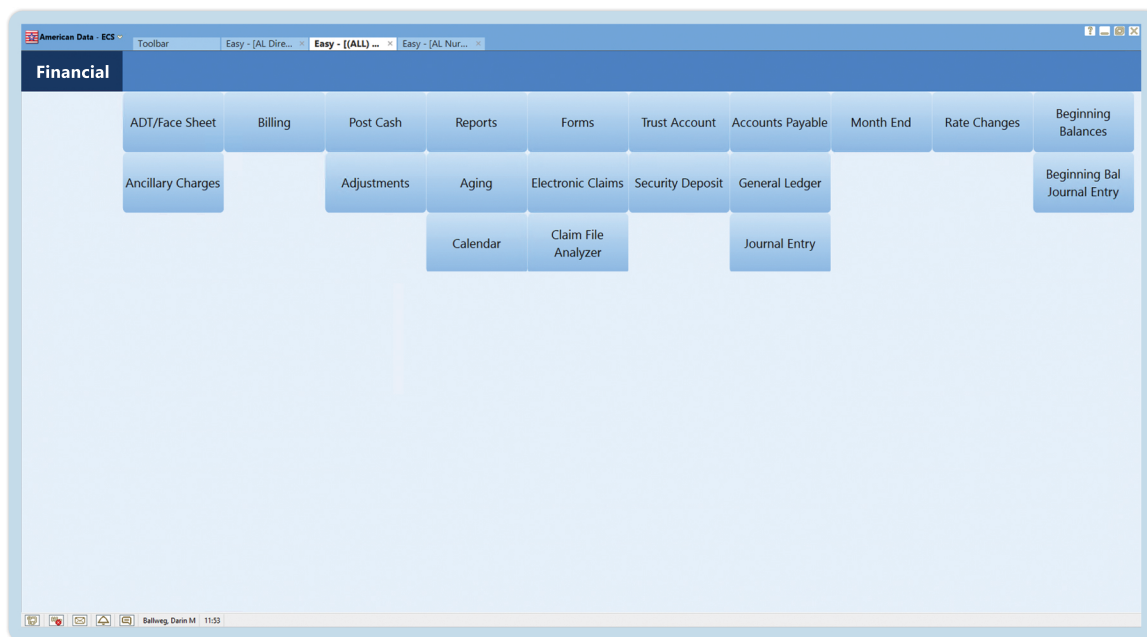 American Data - ECS
Toolbar
Easy - [AL Dire...
Easy - [(ALL) ...
Easy - [AL Nur...
Financial
ADT/Face Sheet
Billing
Post Cash
Reports
Forms
Trust Account
Accounts Payable
Month End
Rate Changes
Beginning
Balances
Ancillary Charges
Adjustments
Aging
Electronic Claims
Security Deposit
General Ledger
Beginning Bal
Journal Entry
Calendar
Claim File
Analyzer
Journal Entry
Ballweg, Darin M
11:53